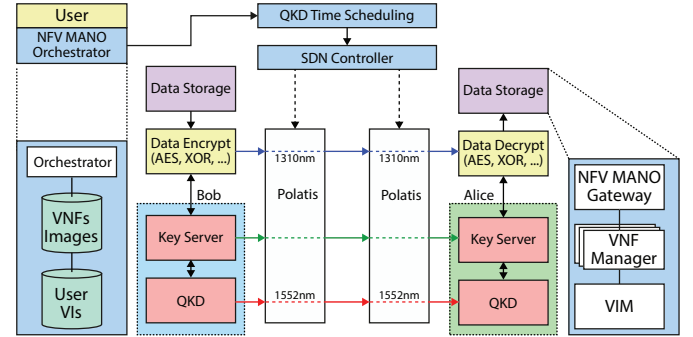 User
NFV MANO
Orchestrator
QKD Time Scheduling
SDN Controller
Data Storage
Data Storage
Data Encrypt
(AES, XOR, ...)
1310nm
1310nm
Data Decrypt
(AES, XOR, ...)
Orchestrator
VNFs
Images
User
VIs
Bob
Polatis
Polatis
Alice
Key Server
Key Server
QKD
1552nm
1552nm
QKD
NFV MANO
Gateway
VNF
Manager
VIM